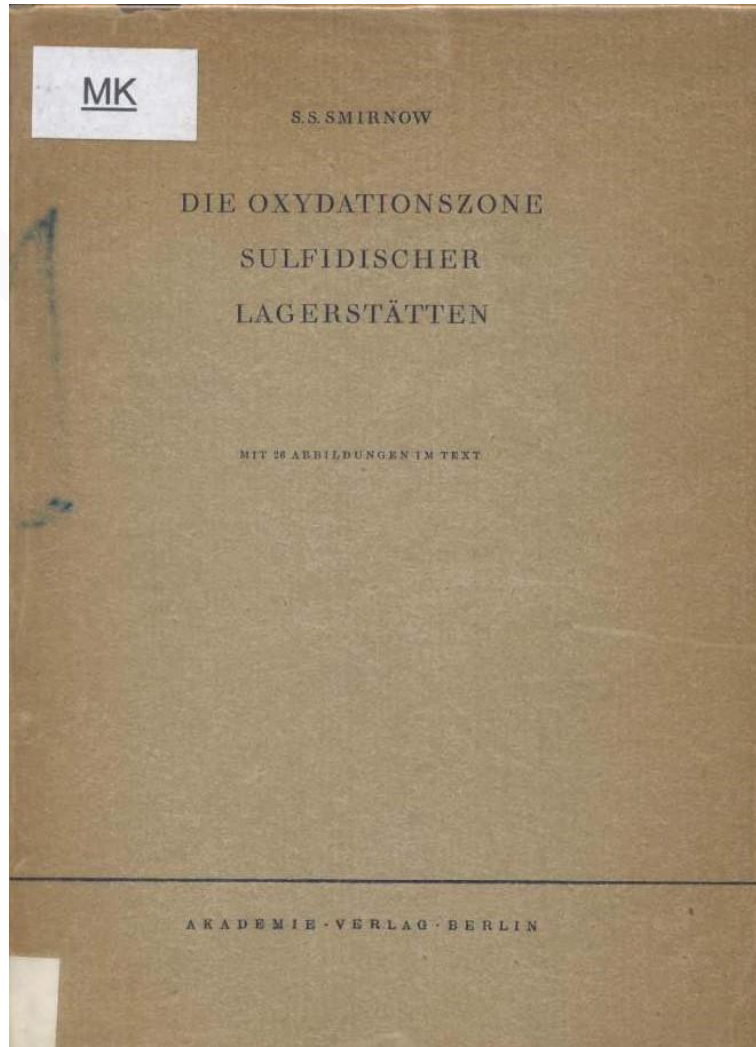 MK
S. S. SMIRNOW
DIE OXYDATIONSZONE
SULFIDISCHER
LAGERSTÄTTEN
MIT 26 ABBILDUNGEN IM TEXT
AKADEMIE · VERLAG · BERLIN